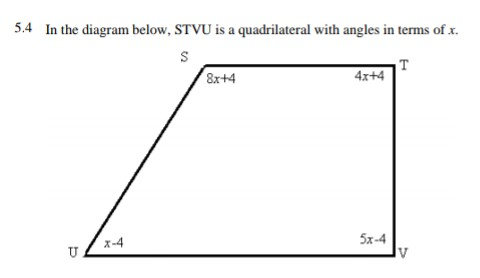 5.4 In the diagram below, STVU is a quadrilateral with angles in terms of x.
S
T
8x+4
4x+4
x-4
5x-4
U
V